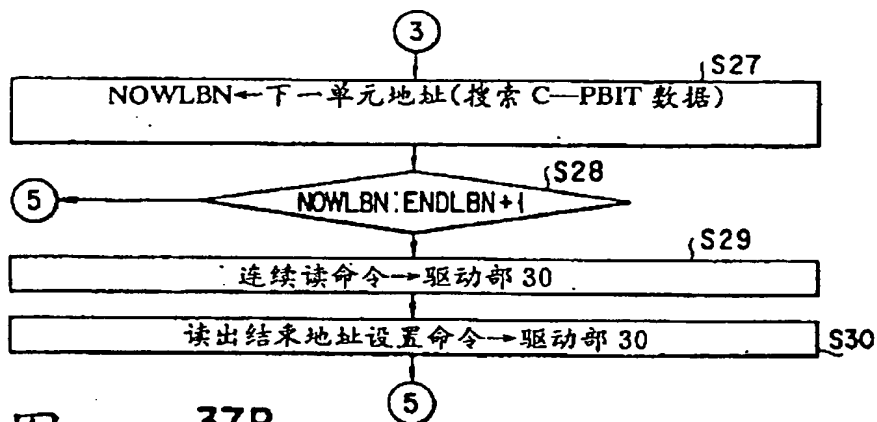 3
S27
NOWLBN←下一单元地址(搜索 C—PBIT 数据)
S28
5
NOWLBN:ENDLBN+1
S29
连续读命令→驱动部 30
读出结束地址设置命令→驱动部 30
S30
5
37B